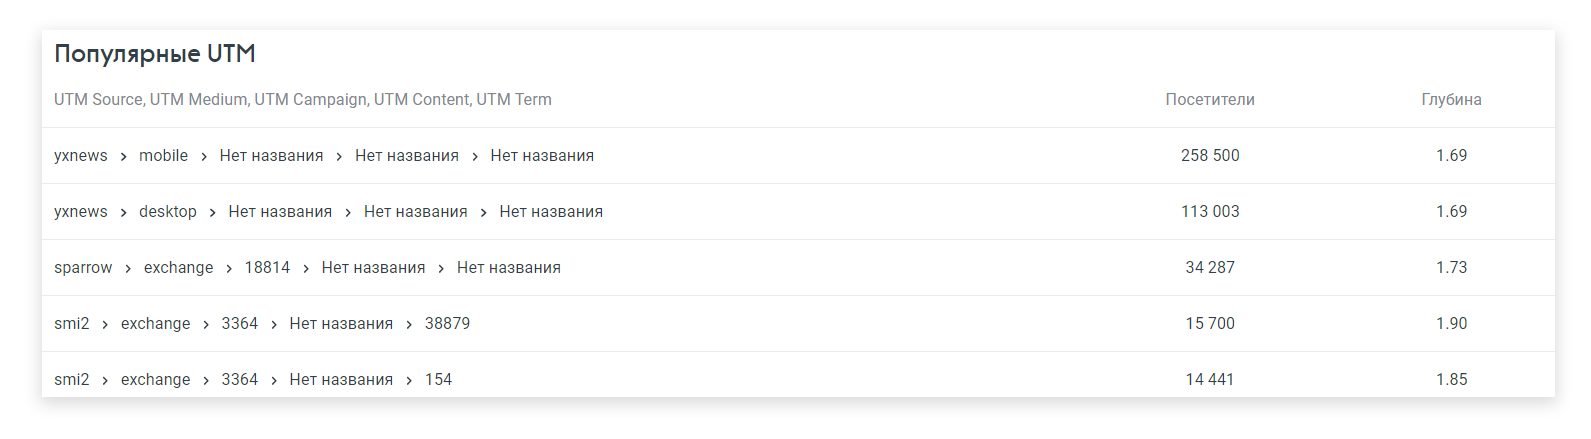 Популярные UTM
UTM Source, UTM Medium, UTM Campaign, UTM Content, UTM Term Посетители Глубина
yxnews > mobile > Нет названия > Нет названия > Нет названия 258 500 1.69
yxnews > desktop > Нет названия > Нет названия > Нет названия 113 003 1.69
sparrow > exchange > 18814 > Нет названия > Нет названия 34 287 1.73
smi2 > exchange > 3364 > Нет названия > 38879 15 700 1.90
smi2 > exchange > 3364 > Нет названия > 154 14 441 1.85